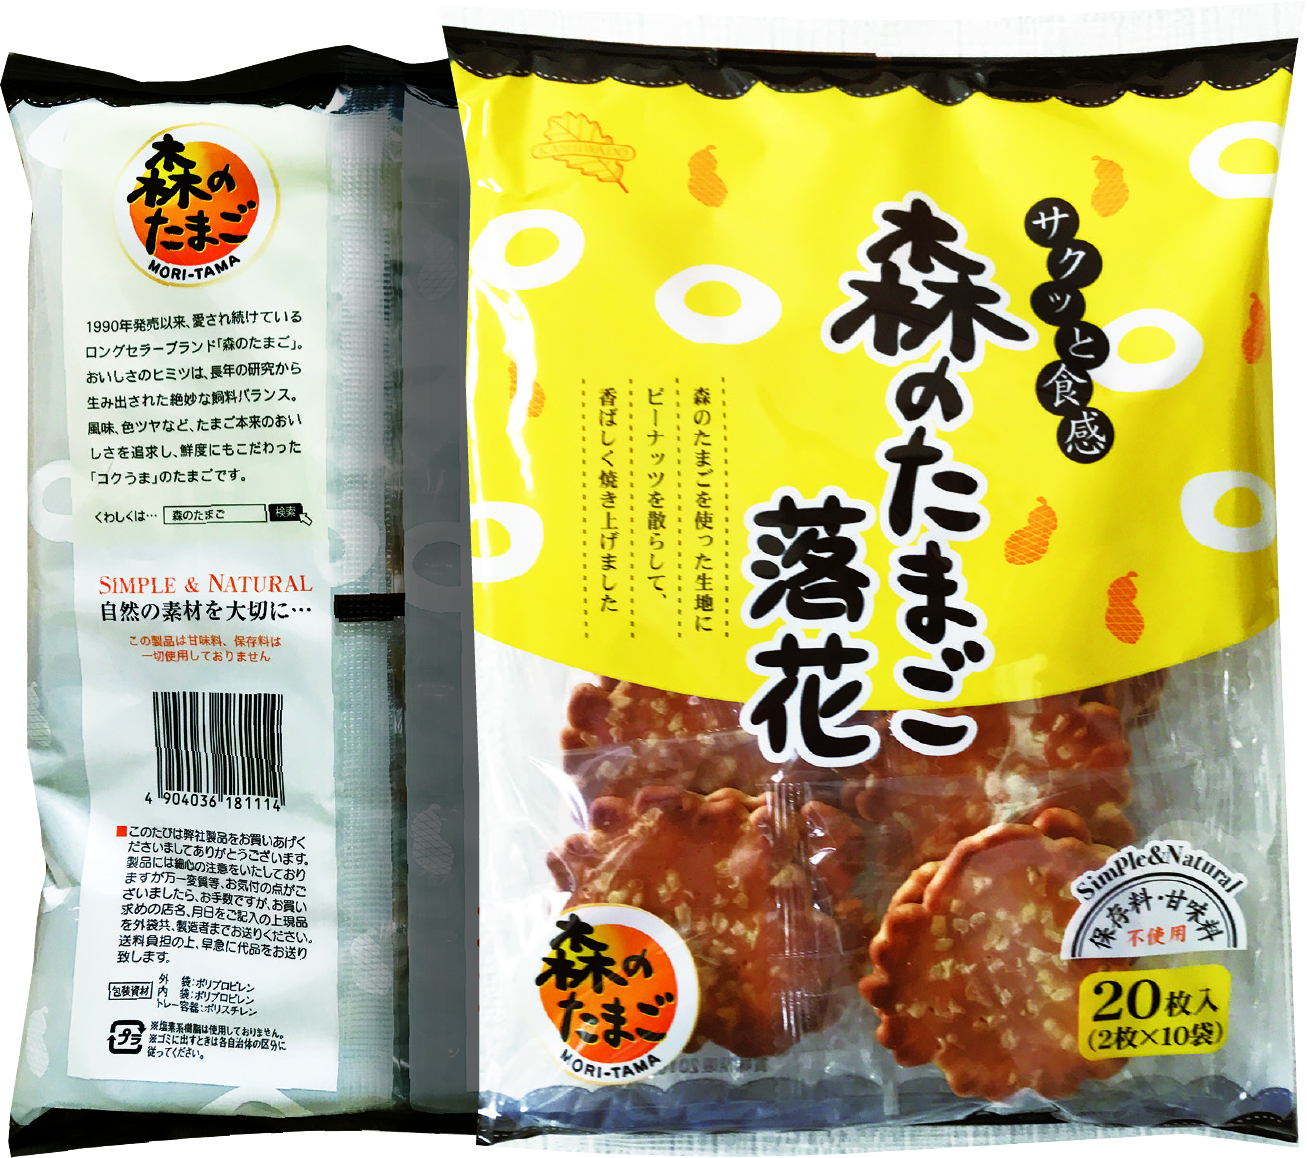 森の
たまご
MORI-TAMA
1990年発売以来、愛され続けている
ロングセラーブランド「森のたまご」。
おいしさのヒミツは、長年の研究から
生み出された絶妙な飼料バランス。
風味、色ツヤなど、たまご本来のおい
しさを追求し、鮮度にもこだわった
「コクうま」のたまごです。
くわしくは… 森のたまご 検索
SIMPLE & NATURAL
自然の素材を大切に…
この製品は甘味料、保存料は
一切使用しておりません
4 904036 181114
■このたびは弊社製品をお買いあげく
ださいましてありがとうございます。
製品には細心の注意をいたしており
ますが万一変質等、お気付の点がご
ざいましたら、お手数ですが、お買い
求めの店名、月日をご記入の上現品
を外袋共、製造者までお送りください。
送料負担の上、早急に代品をお送り
致します。
包装資材
外 袋:ポリプロピレン
内 袋:ポリプロピレン
トレー容器:ポリスチレン
プラ
※塩素系樹脂は使用しておりません。
※ゴミに出すときは各自治体の区分に
従ってください。
KASHIWADO
サクッと食感
森のたまご
落花
森のたまごを使った生地に
ピーナッツを散らして、
香ばしく焼き上げました
Simple&Natural
保存料・甘味料
不使用
20枚入
(2枚×10袋)
森の
たまご
MORI-TAMA